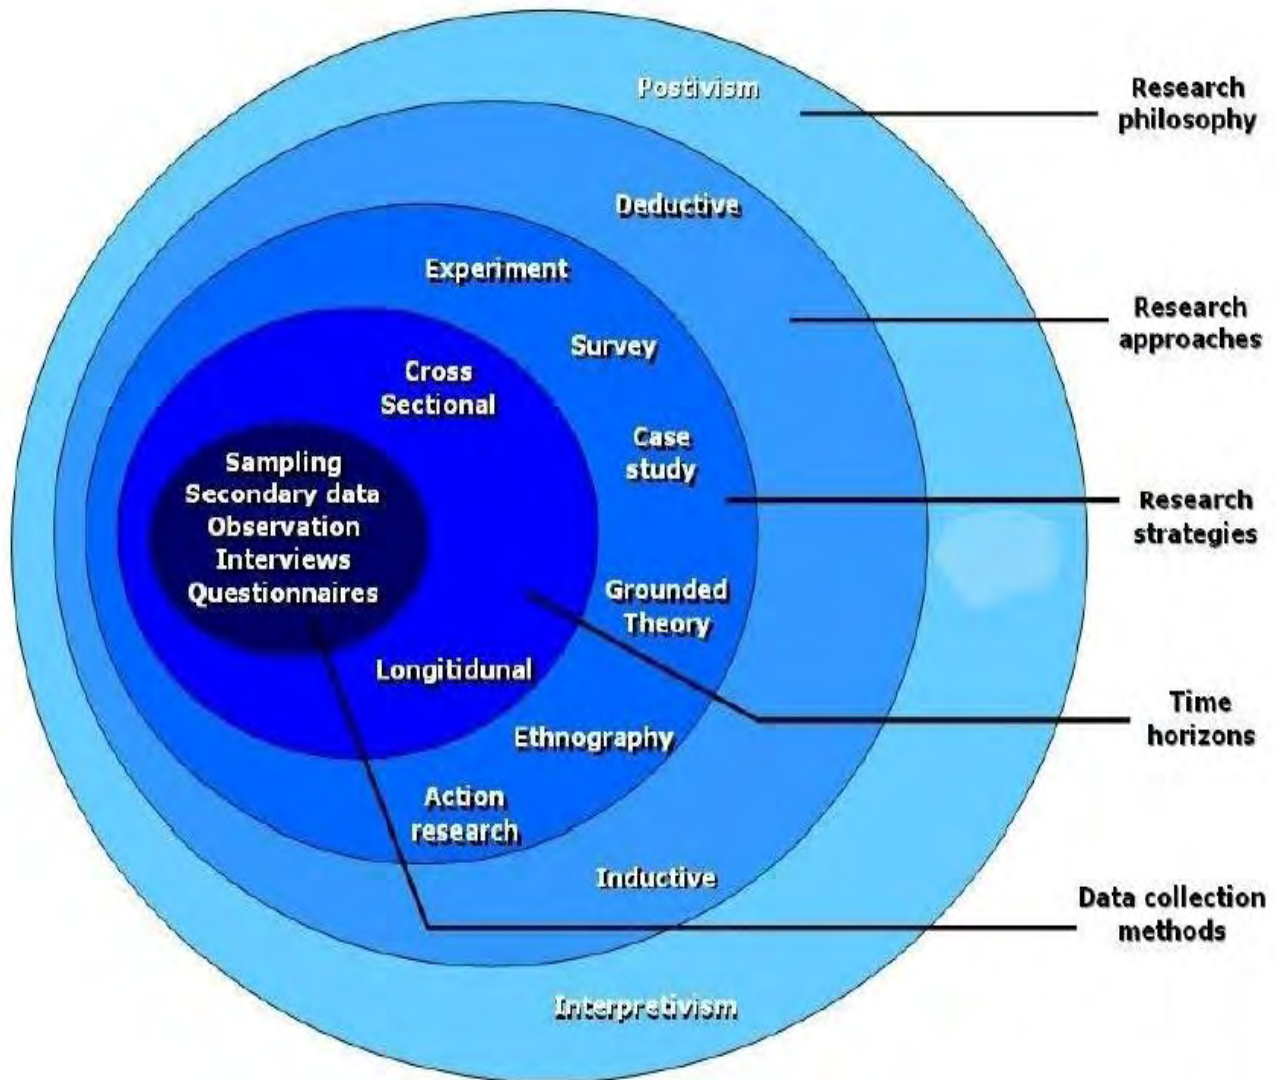 Postivism
Research
philosophy
Deductive
Experiment
Research
approaches
Survey
Cross
Sectional
Case
study
Sampling
Secondary data
Observation
Interviews
Questionnaires
Research
strategies
Grounded
Theory
Longitidunal
Time
horizons
Ethnography
Action
research
Inductive
Data collection
methods
Interpretivism